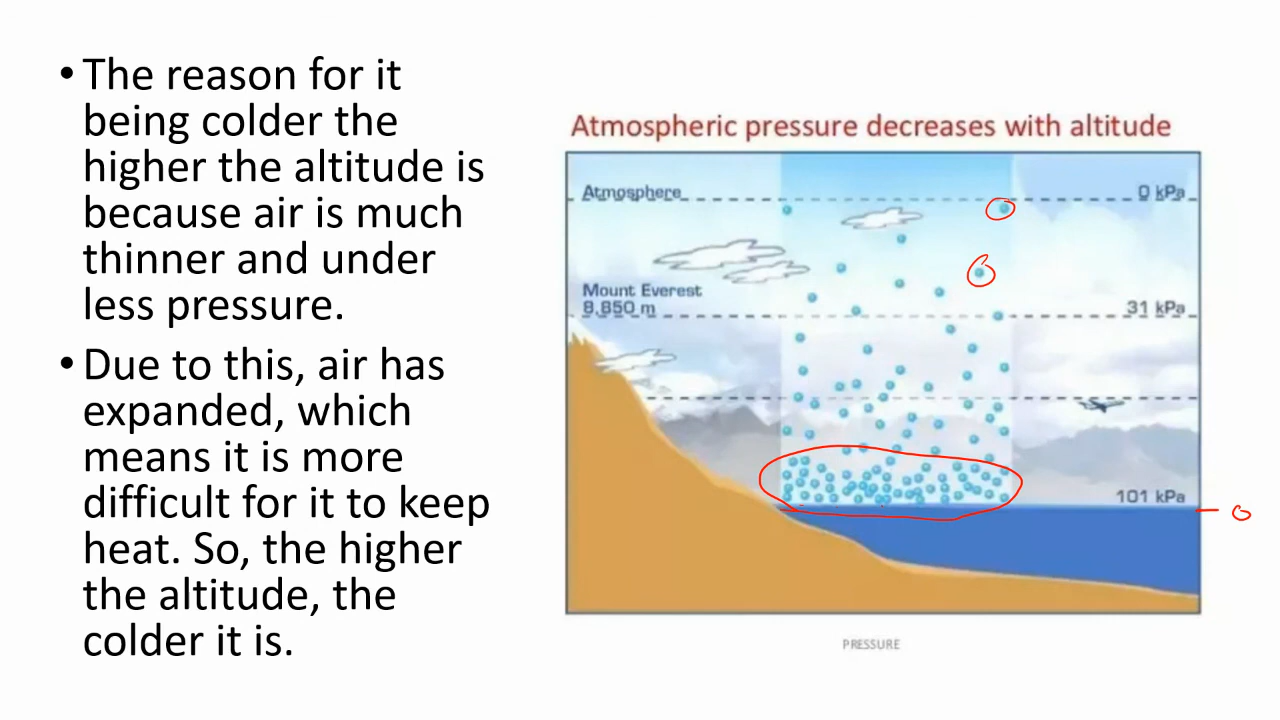 • The reason for it
being colder the
higher the altitude is
because air is much
thinner and under
less pressure.
• Due to this, air has
expanded, which
means it is more
difficult for it to keep
heat. So, the higher
the altitude, the
colder it is.
Atmospheric pressure decreases with altitude
Atmosphere 0 kPa
Mount Everest
8,850 m 31 kPa
101 kPa
0
PRESSURE